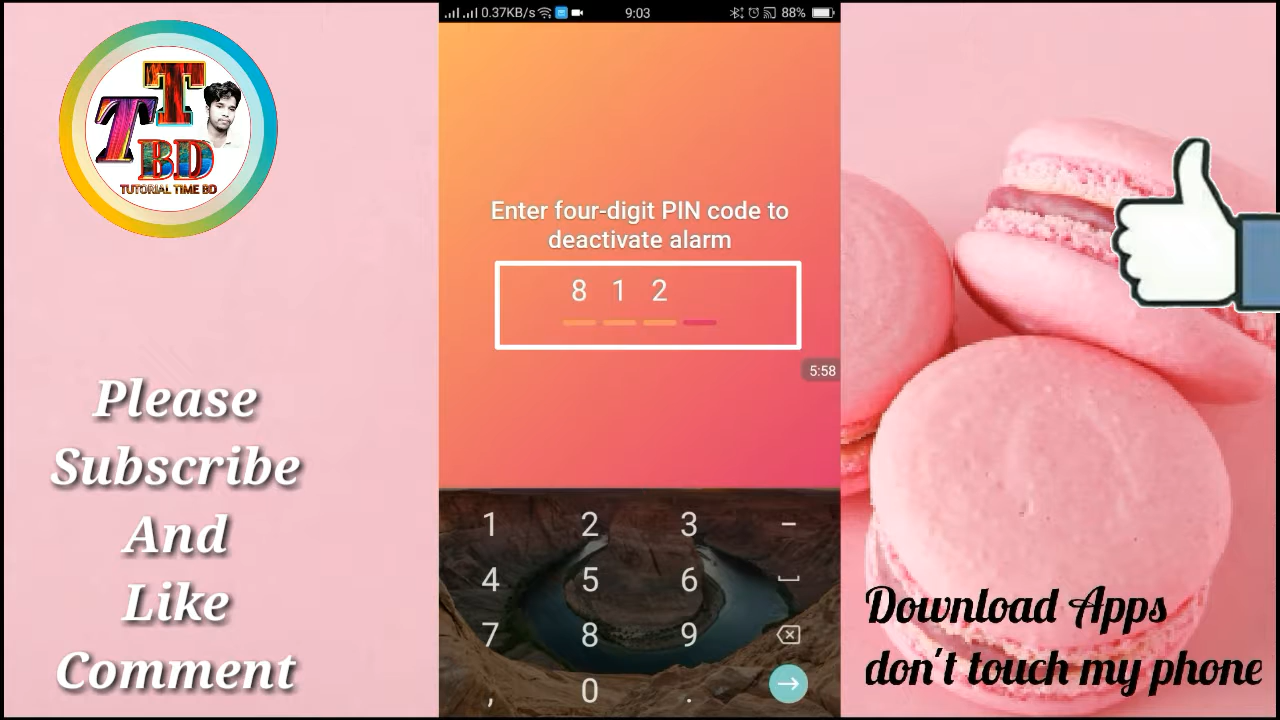 T
T
BD
TUTORIAL TIME BD
Please
Subscribe
And
Like
Comment
0.37KB/s 9:03 88%
Enter four-digit PIN code to
deactivate alarm
8 1 2
5:58
1 2 3 -
4 5 6
7 8 9
, 0 .
Download Apps
don't touch my phone